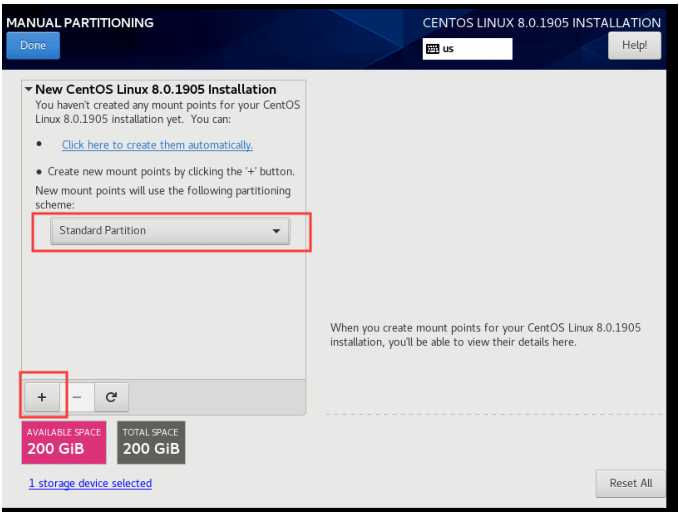 MANUAL PARTITIONING
CENTOS LINUX 8.0.1905 INSTALLATION
Done
us
Help!
New CentOS Linux 8.0.1905 Installation
You haven't created any mount points for your CentOS
Linux 8.0.1905 installation yet. You can:
• Click here to create them automatically.
• Create new mount points by clicking the '+' button.
New mount points will use the following partitioning
scheme:
Standard Partition
When you create mount points for your CentOS Linux 8.0.1905
installation, you'll be able to view their details here.
+ −
AVAILABLE SPACE
200 GiB
TOTAL SPACE
200 GiB
1 storage device selected
Reset All